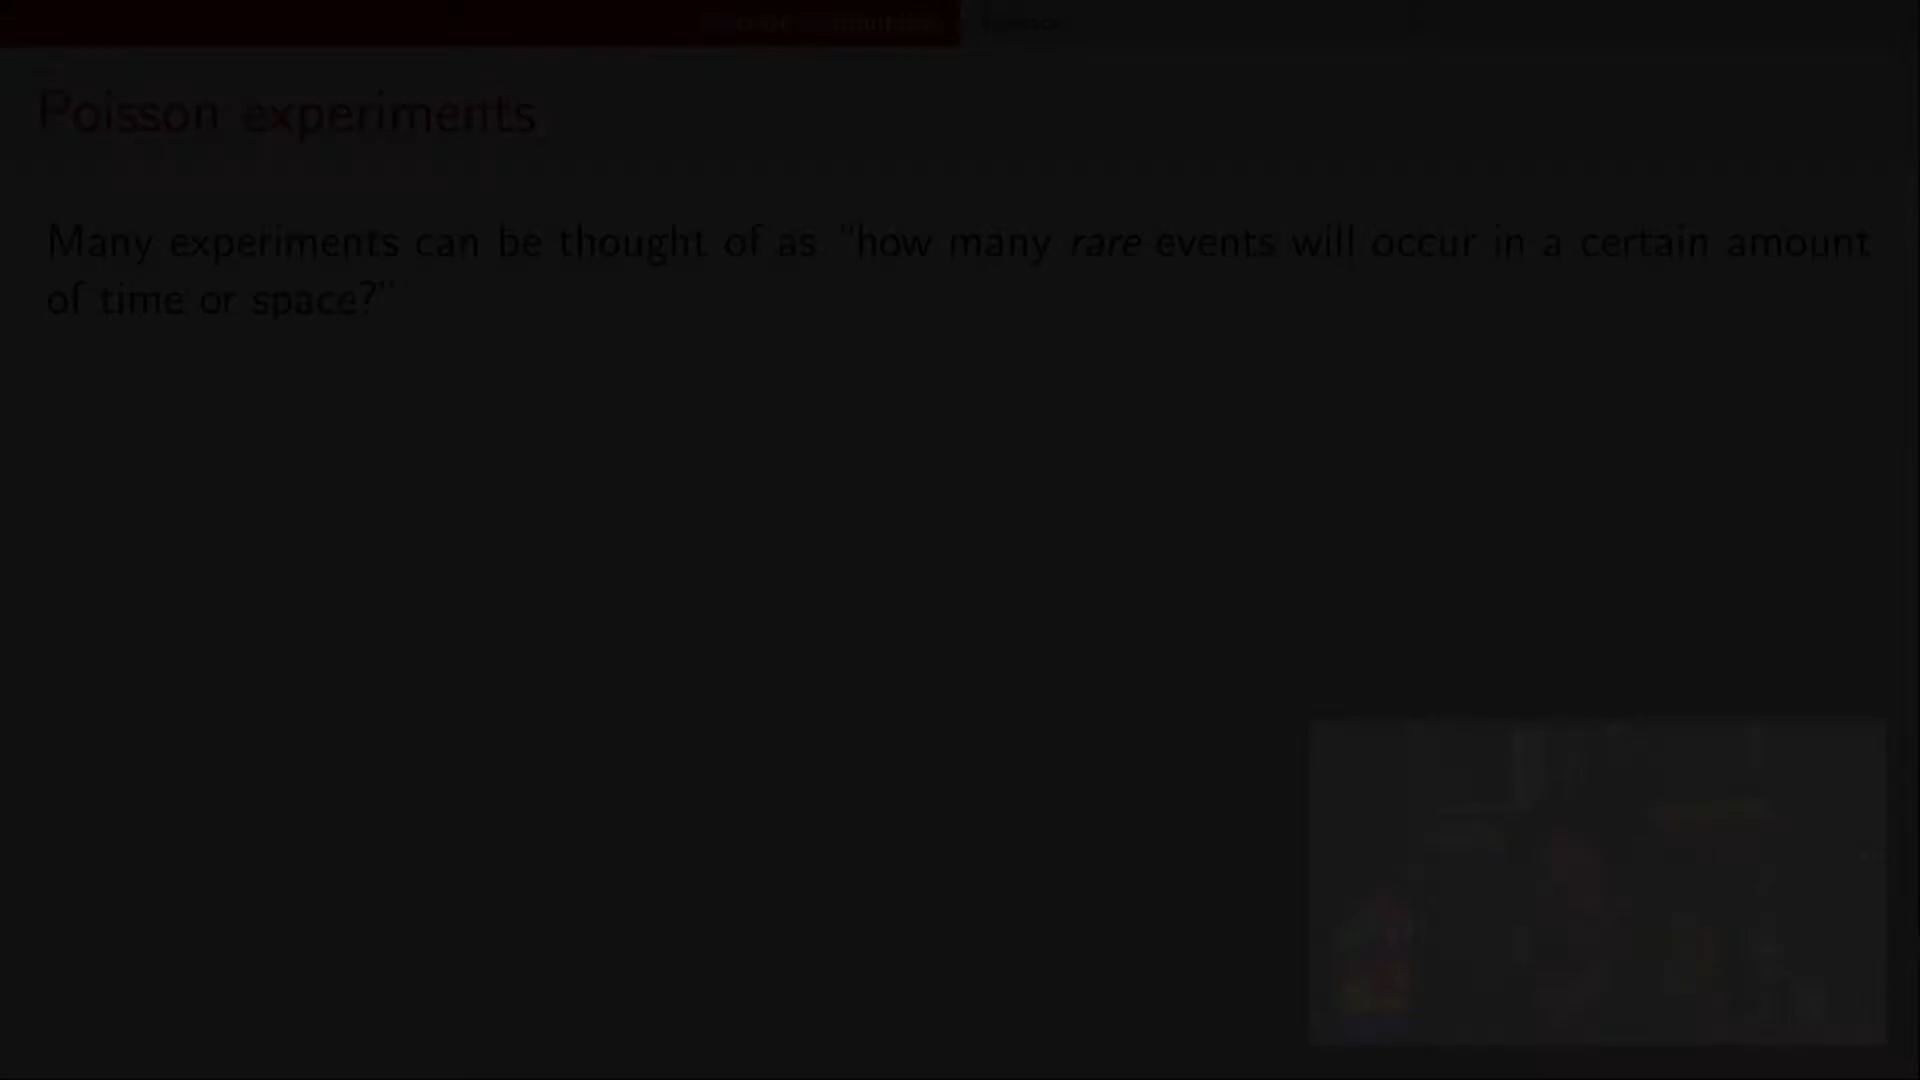 Poisson experiments
Many experiments can be thought of as "how many rare events will occur in a certain amount
of time or space?"